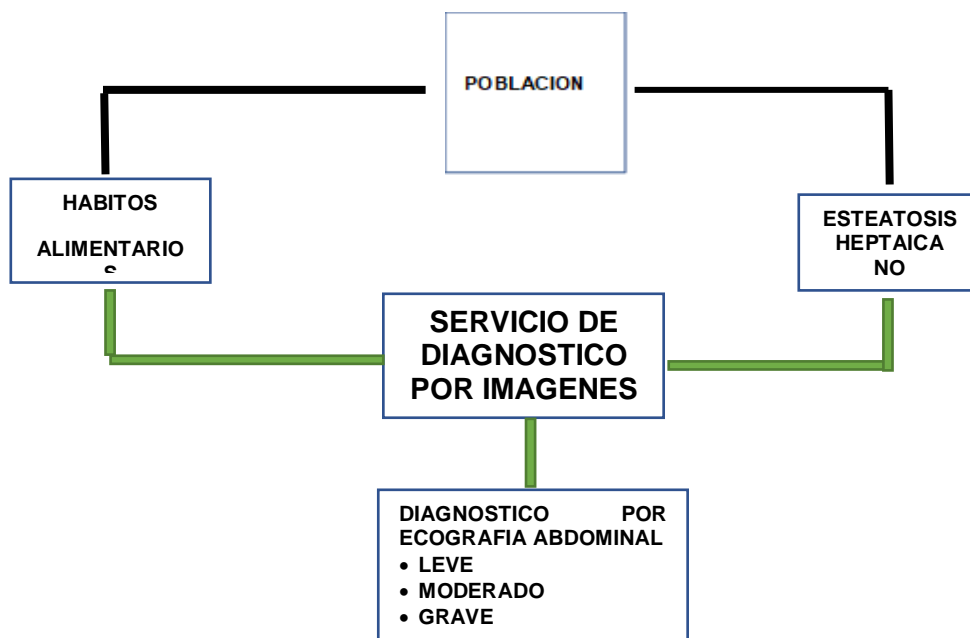 POBLACION
HABITOS
ALIMENTARIO
S
ESTEATOSIS
HEPTAICA
NO
SERVICIO DE
DIAGNOSTICO
POR IMAGENES
DIAGNOSTICO POR
ECOGRAFIA ABDOMINAL
• LEVE
• MODERADO
• GRAVE